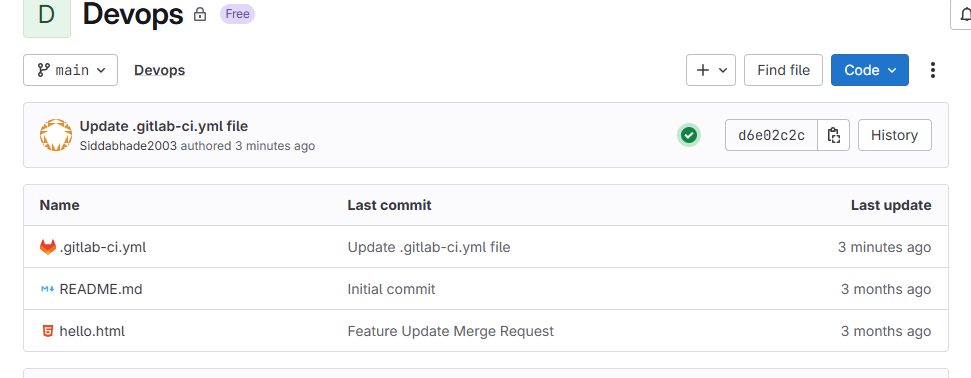 D Devops Free
main Devops + Find file Code
Update .gitlab-ci.yml file
Siddabhade2003 authored 3 minutes ago
d6e02c2c History
Name Last commit Last update
.gitlab-ci.yml Update .gitlab-ci.yml file 3 minutes ago
README.md Initial commit 3 months ago
hello.html Feature Update Merge Request 3 months ago